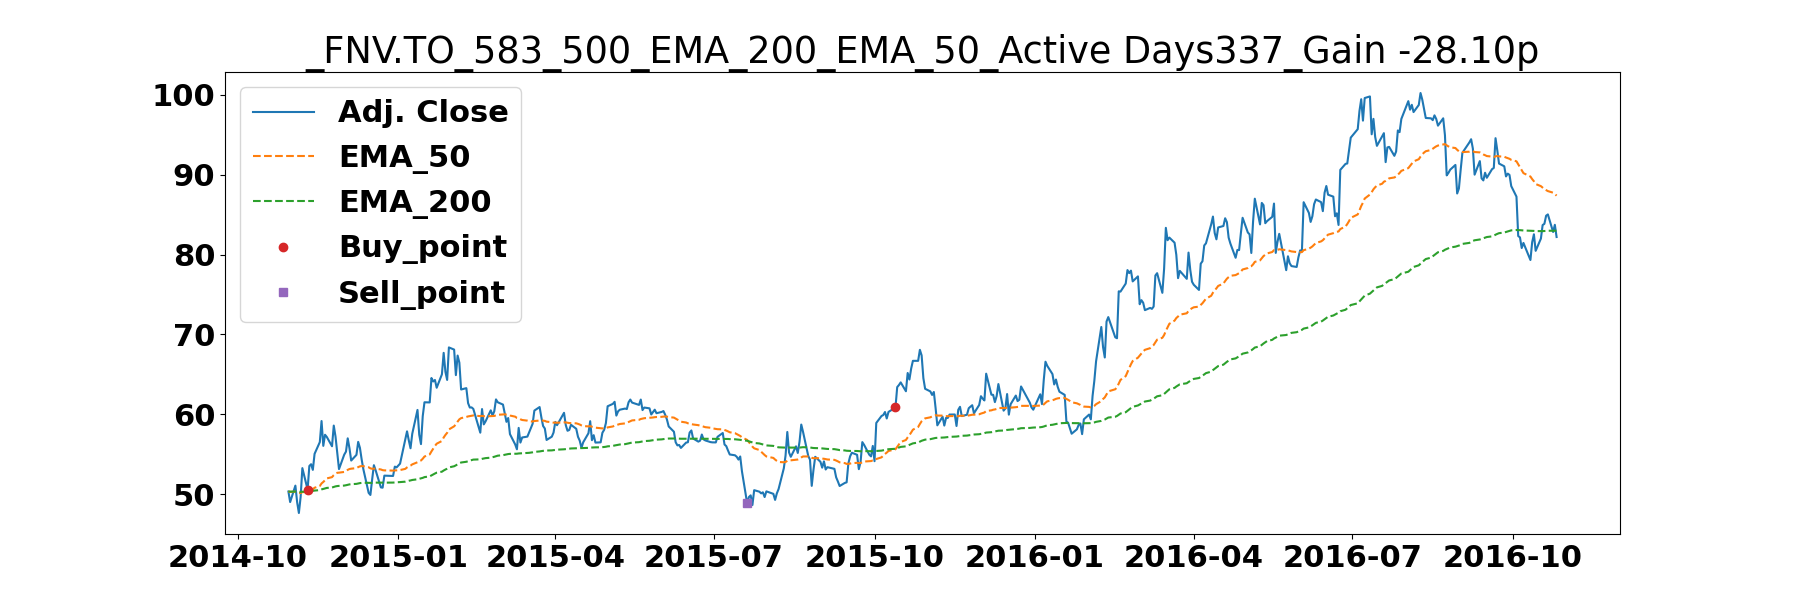 _FNV.TO_583_500_EMA_200_EMA_50_Active Days337_Gain -28.10p
Adj. Close
EMA_50
EMA_200
Buy_point
Sell_point
100
90
80
70
60
50
2014-10 2015-01 2015-04 2015-07 2015-10 2016-01 2016-04 2016-07 2016-10